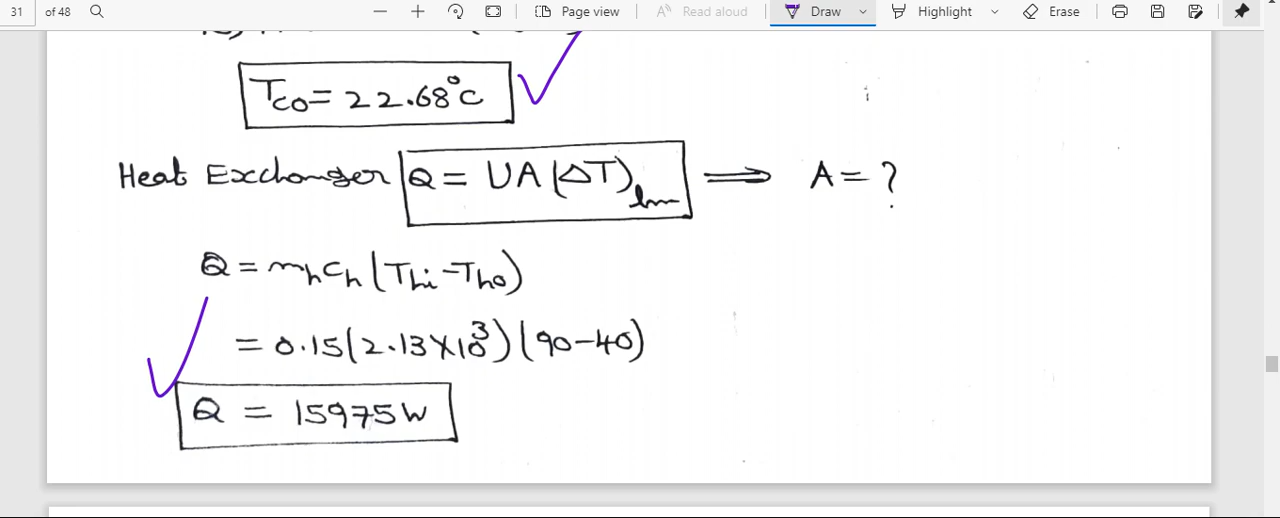 31 of 48 Page view Read aloud Draw Highlight Erase
Tco = 22.68°C
Heat Exchanger Q = UA(ΔT)lm ⟹ A = ?
Q = mhch(Thi-Tho)
= 0.15(2.13×10³)(90-40)
Q = 15975W